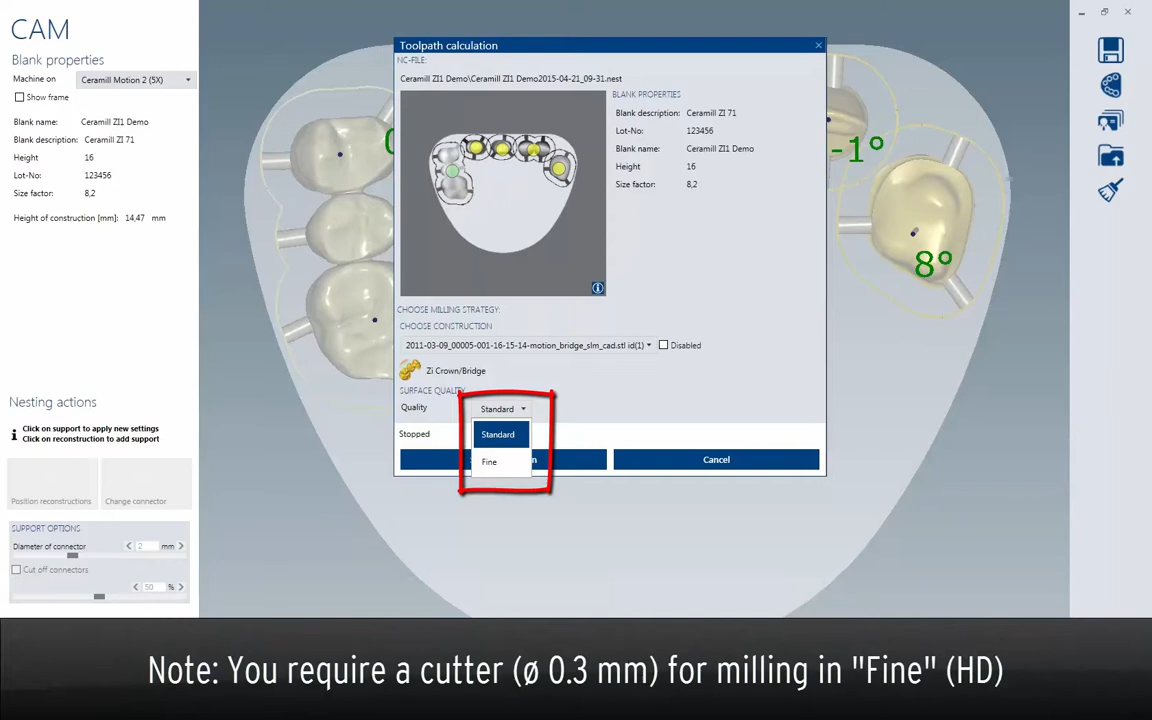 CAM
Blank properties
Machine on Ceramill Motion 2 (5X)
Show frame
Blank name: Ceramill ZI1 Demo
Blank description: Ceramill ZI 71
Height 16
Lot-No: 123456
Size factor: 8,2
Height of construction [mm]: 14,47 mm
Nesting actions
Click on support to apply new settings
Click on reconstruction to add support
Position reconstructions Change connector
SUPPORT OPTIONS
Diameter of connector 2 mm
Cut off connectors
50 %
Toolpath calculation
NC-FILE:
Ceramill ZI1 Demo\Ceramill ZI1 Demo2015-04-21_09-31.nest
BLANK PROPERTIES
Blank description: Ceramill ZI 71
Lot-No: 123456
Blank name: Ceramill ZI1 Demo
Height 16
Size factor: 8,2
CHOOSE MILLING STRATEGY:
CHOOSE CONSTRUCTION
2011-03-09_00005-001-16-15-14-motion_bridge_slm_cad.stl id(1) Disabled
Zi Crown/Bridge
SURFACE QUALITY
Quality Standard
Standard
Fine
Stopped
Cancel
-1°
8°
Note: You require a cutter (ø 0.3 mm) for milling in "Fine" (HD)